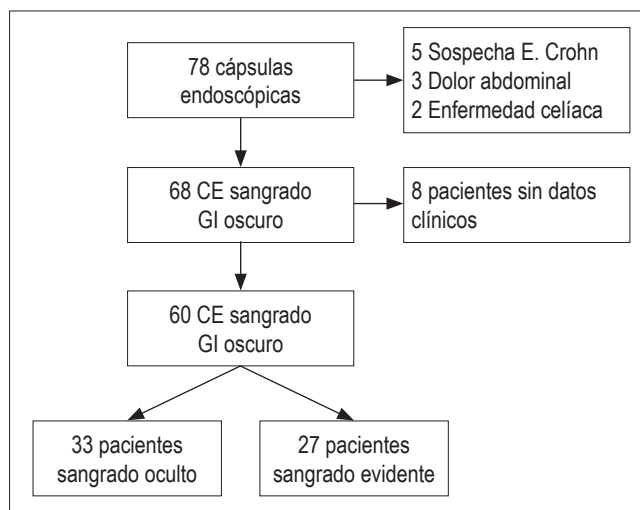 78 cápsulas
endoscópicas
5 Sospecha E. Crohn
3 Dolor abdominal
2 Enfermedad celíaca
68 CE sangrado
GI oscuro
8 pacientes sin datos
clínicos
60 CE sangrado
GI oscuro
33 pacientes
sangrado oculto
27 pacientes
sangrado evidente